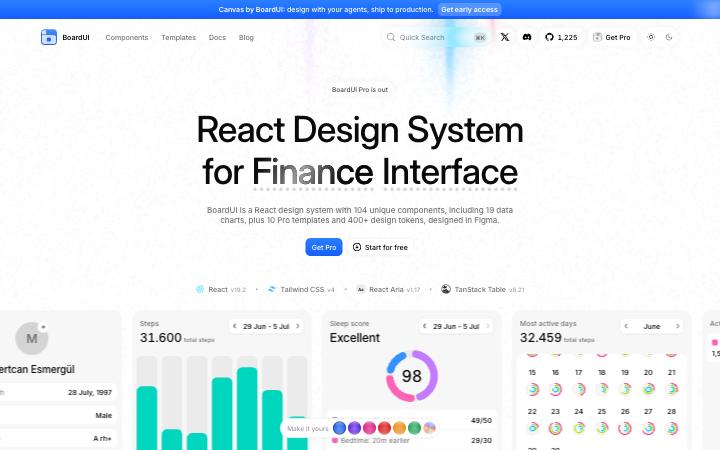 Canvas by BoardUI: design with your agents, ship to production. Get early access
BoardUI Components Templates Docs Blog Quick Search ⌘K 1,225 Get Pro
BoardUI Pro is out
React Design System
for Finance Interface
BoardUI is a React design system with 104 unique components, including 19 data
charts, plus 10 Pro templates and 400+ design tokens, designed in Figma.
Get Pro Start for free
React v19.2 • Tailwind CSS v4 • Aa React Aria v1.17 • TanStack Table v8.21
M
ertcan Esmergül
28 July, 1997
Male
A rh+
Steps
31.600 total steps
29 Jun - 5 Jul
Sleep score
Excellent
29 Jun - 5 Jul
98
49/50
Bedtime: 20m earlier 29/30
Most active days
32.459 total steps
June
15 16 17 18 19 20 21
22 23 24 25 26 27 28
Make it yours